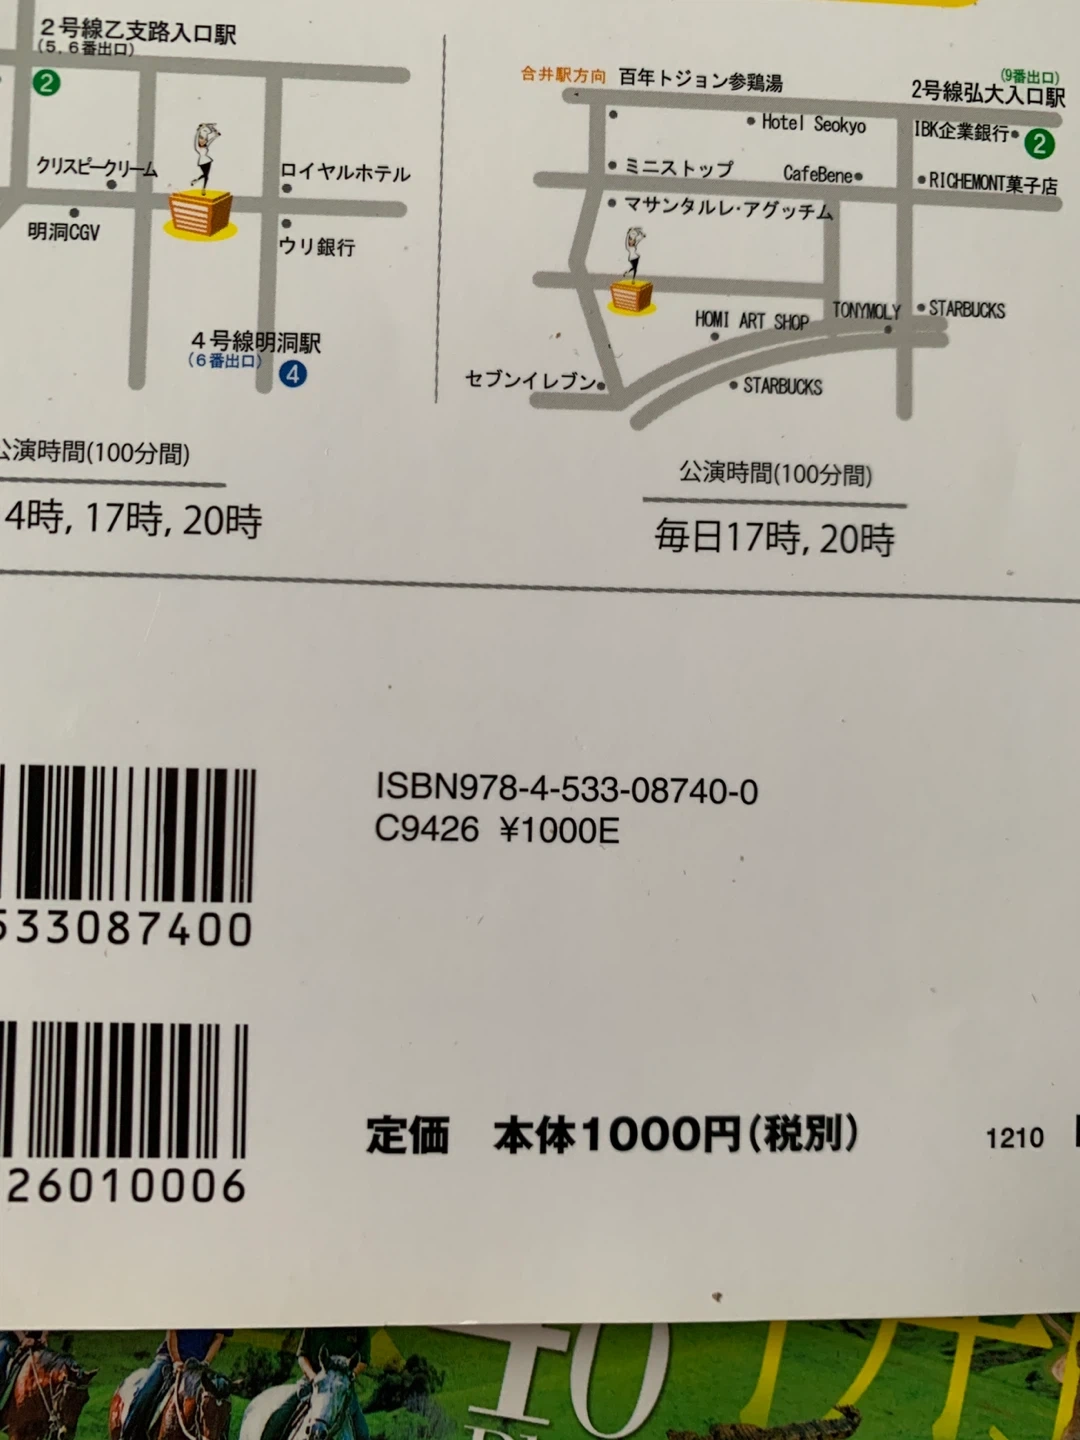 2号線乙支路入口駅
(5,6番出口)
2
クリスピークリーム
ロイヤルホテル
明洞CGV
ウリ銀行
4号線明洞駅
(6番出口)
4
公演時間(100分間)
4時, 17時, 20時
合井駅方向
百年トジョン参鶏湯
(9番出口)
2号線弘大入口駅
Hotel Seokyo
IBK企業銀行
2
ミニストップ
CafeBene
RICHEMONT菓子店
マサンタルレ・アグッチム
HOMI ART SHOP
TONYMOLY
STARBUCKS
セブンイレブン
STARBUCKS
公演時間(100分間)
毎日17時, 20時
ISBN978-4-533-08740-0
C9426 ¥1000E
533087400
26010006
定価 本体1000円(税別)
1210
40